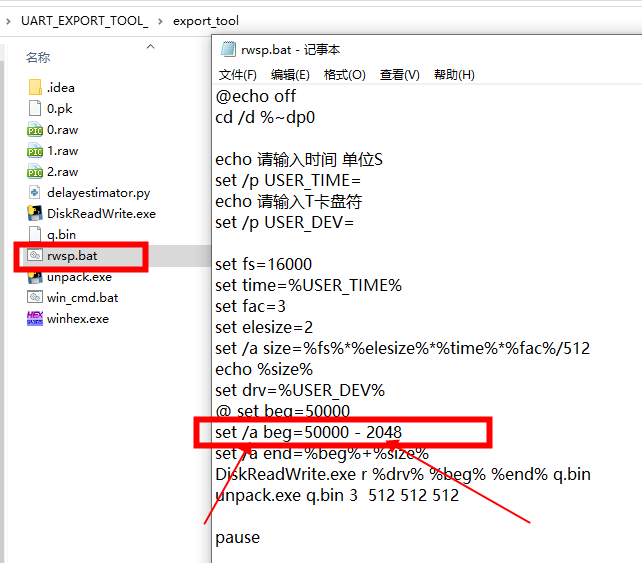 UART_EXPORT_TOOL_ › export_tool
名称
.idea
0.pk
0.raw
1.raw
2.raw
delayestimator.py
DiskReadWrite.exe
q.bin
rwsp.bat
unpack.exe
win_cmd.bat
winhex.exe
rwsp.bat - 记事本
文件(F) 编辑(E) 格式(O) 查看(V) 帮助(H)
@echo off
cd /d %~dp0
echo 请输入时间 单位S
set /p USER_TIME=
echo 请输入T卡盘符
set /p USER_DEV=
set fs=16000
set time=%USER_TIME%
set fac=3
set elesize=2
set /a size=%fs%*%elesize%*%time%*%fac%/512
echo %size%
set drv=%USER_DEV%
@ set beg=50000
set /a beg=50000 - 2048
set /a end=%beg%+%size%
DiskReadWrite.exe r %drv% %beg% %end% q.bin
unpack.exe q.bin 3  512 512 512
pause